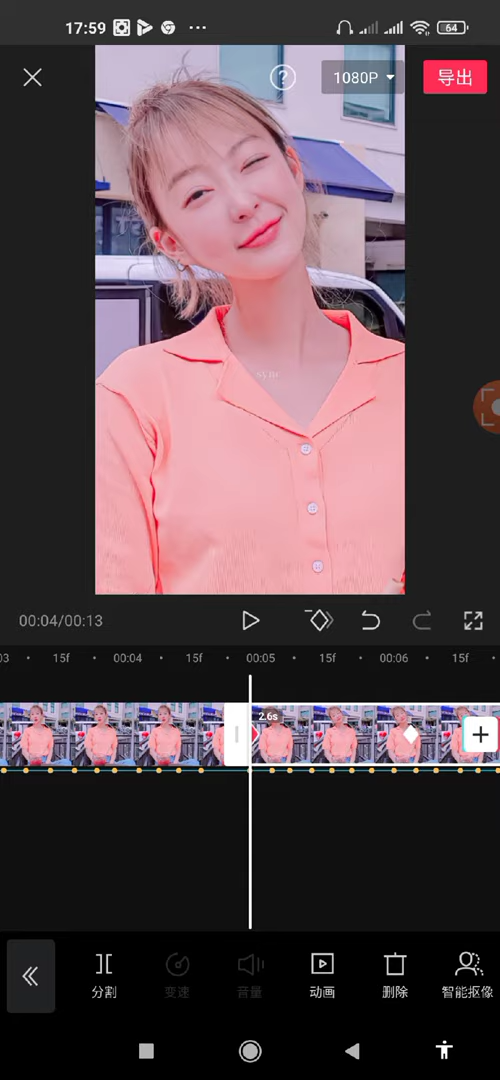 17:59
64
1080P
导出
sync
00:04/00:13
03
15f
00:04
15f
00:05
15f
00:06
15f
2.6s
分割
变速
音量
动画
删除
智能抠像